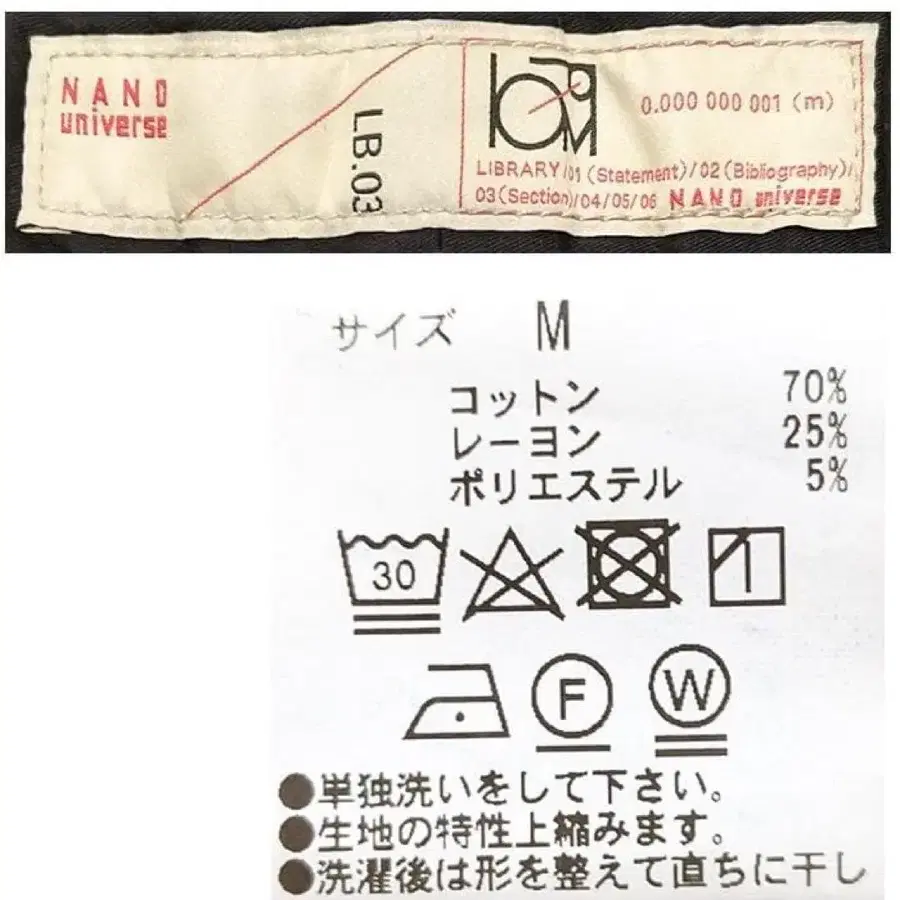 NANO
universe
LB.03
0.000 000 001 (m)
LIBRARY/01 (Statement)/02 (Bibliography)/
03 (Section)/04/05/06 NANO universe
サイズ M
コットン 70%
レーヨン 25%
ポリエステル 5%
30
F
W
●単独洗いをして下さい。
●生地の特性上縮みます。
●洗濯後は形を整えて直ちに干し